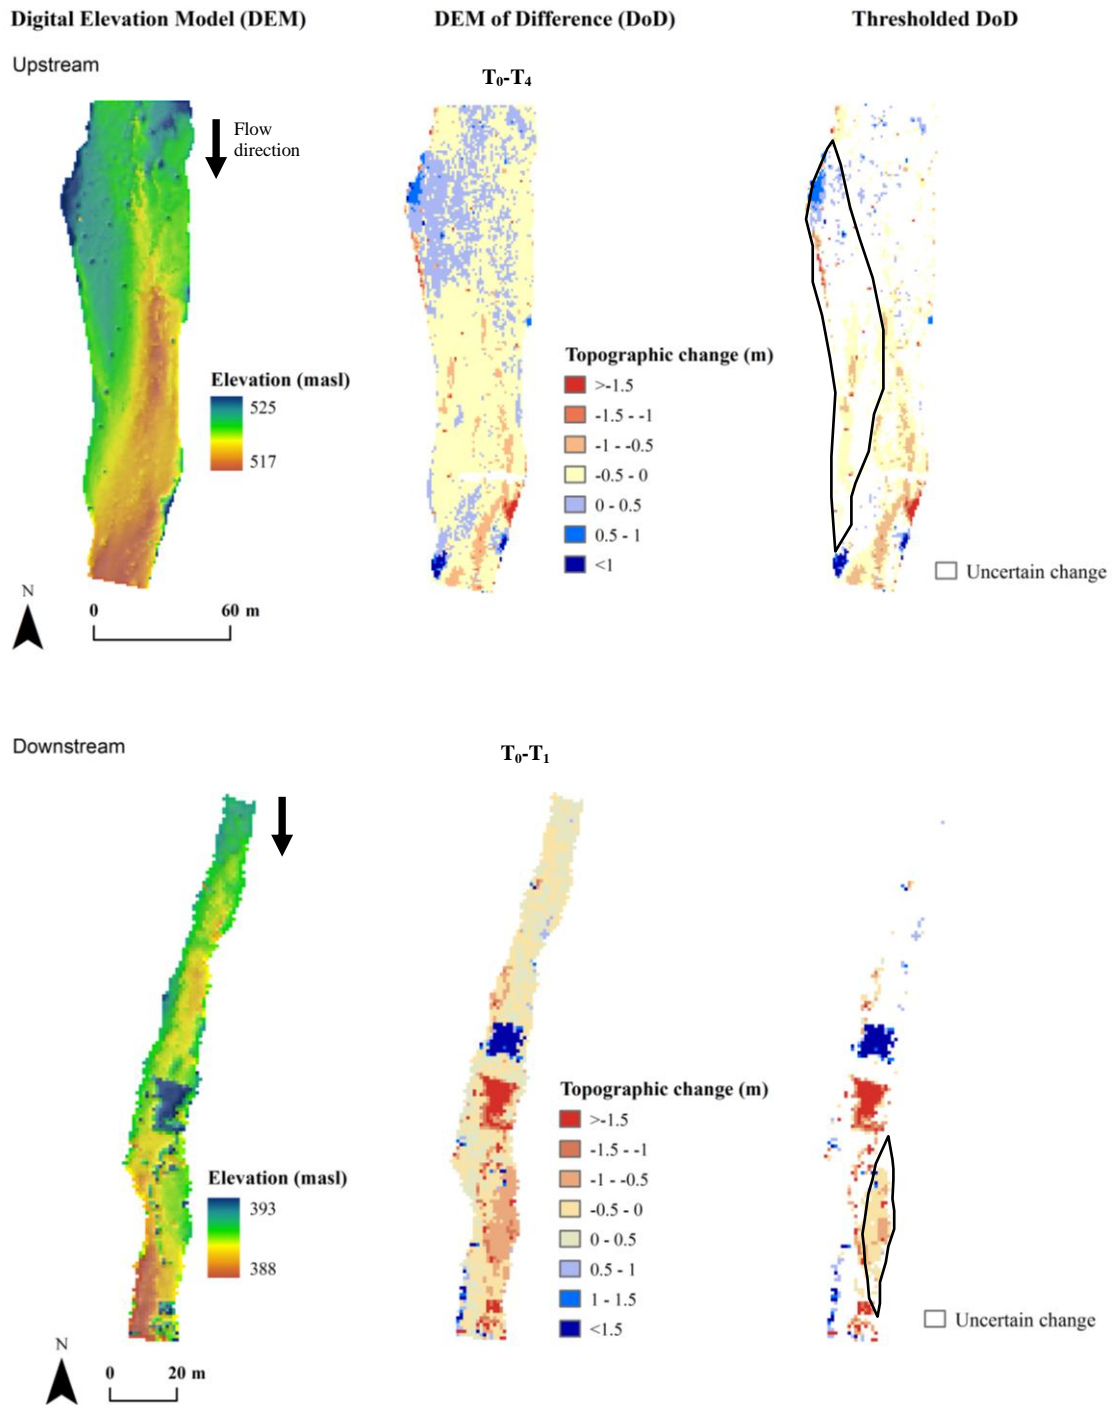 Digital Elevation Model (DEM)
DEM of Difference (DoD)
Thresholded DoD
Upstream
T₀-T₄
Flow
direction
Topographic change (m)
>-1.5
-1.5 - -1
-1 - -0.5
-0.5 - 0
0 - 0.5
0.5 - 1
<1
Elevation (masl)
525
517
Uncertain change
N
0
60 m
Downstream
T₀-T₁
Topographic change (m)
>-1.5
-1.5 - -1
-1 - -0.5
-0.5 - 0
0 - 0.5
0.5 - 1
1 - 1.5
<1.5
Elevation (masl)
393
388
Uncertain change
N
0
20 m